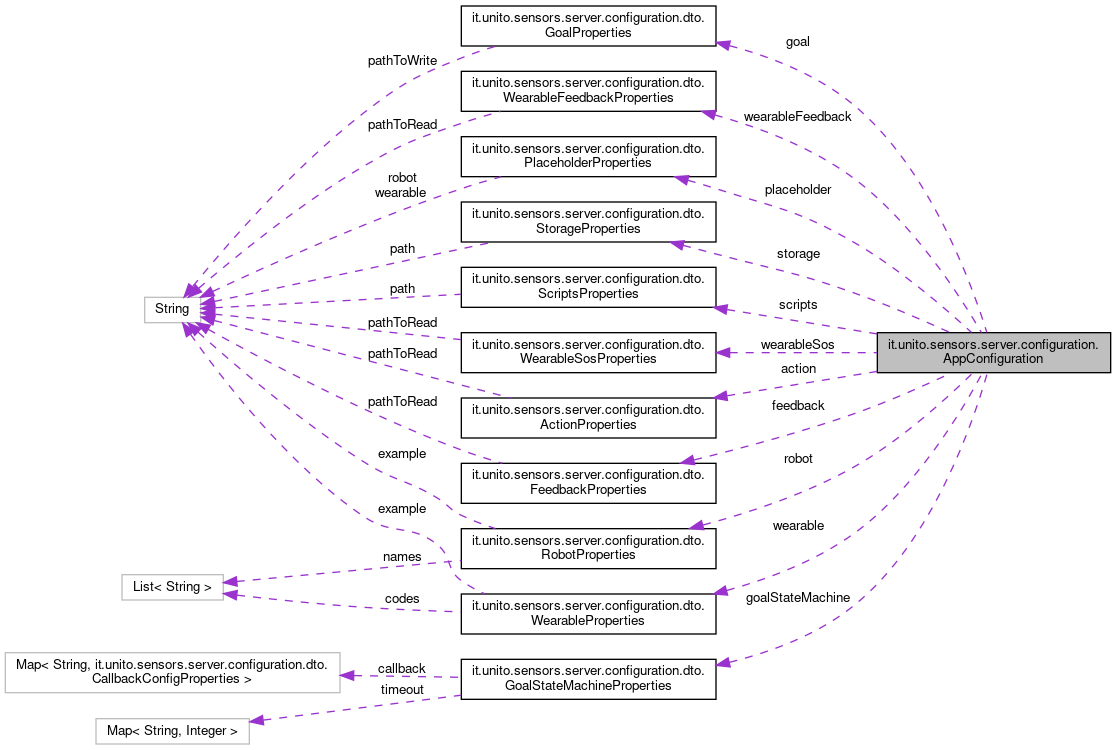 it.unito.sensors.server.configuration.dto.
GoalProperties
goal
pathToWrite
it.unito.sensors.server.configuration.dto.
WearableFeedbackProperties
wearableFeedback
pathToRead
it.unito.sensors.server.configuration.dto.
PlaceholderProperties
placeholder
robot
wearable
it.unito.sensors.server.configuration.dto.
StorageProperties
storage
path
it.unito.sensors.server.configuration.dto.
ScriptsProperties
scripts
path
String
pathToRead
it.unito.sensors.server.configuration.dto.
WearableSosProperties
wearableSos
it.unito.sensors.server.configuration.
AppConfiguration
action
pathToRead
it.unito.sensors.server.configuration.dto.
ActionProperties
feedback
pathToRead
it.unito.sensors.server.configuration.dto.
FeedbackProperties
robot
example
it.unito.sensors.server.configuration.dto.
RobotProperties
wearable
example
names
List< String >
codes
it.unito.sensors.server.configuration.dto.
WearableProperties
goalStateMachine
Map< String, it.unito.sensors.server.configuration.dto.
CallbackConfigProperties >
callback
it.unito.sensors.server.configuration.dto.
GoalStateMachineProperties
timeout
Map< String, Integer >